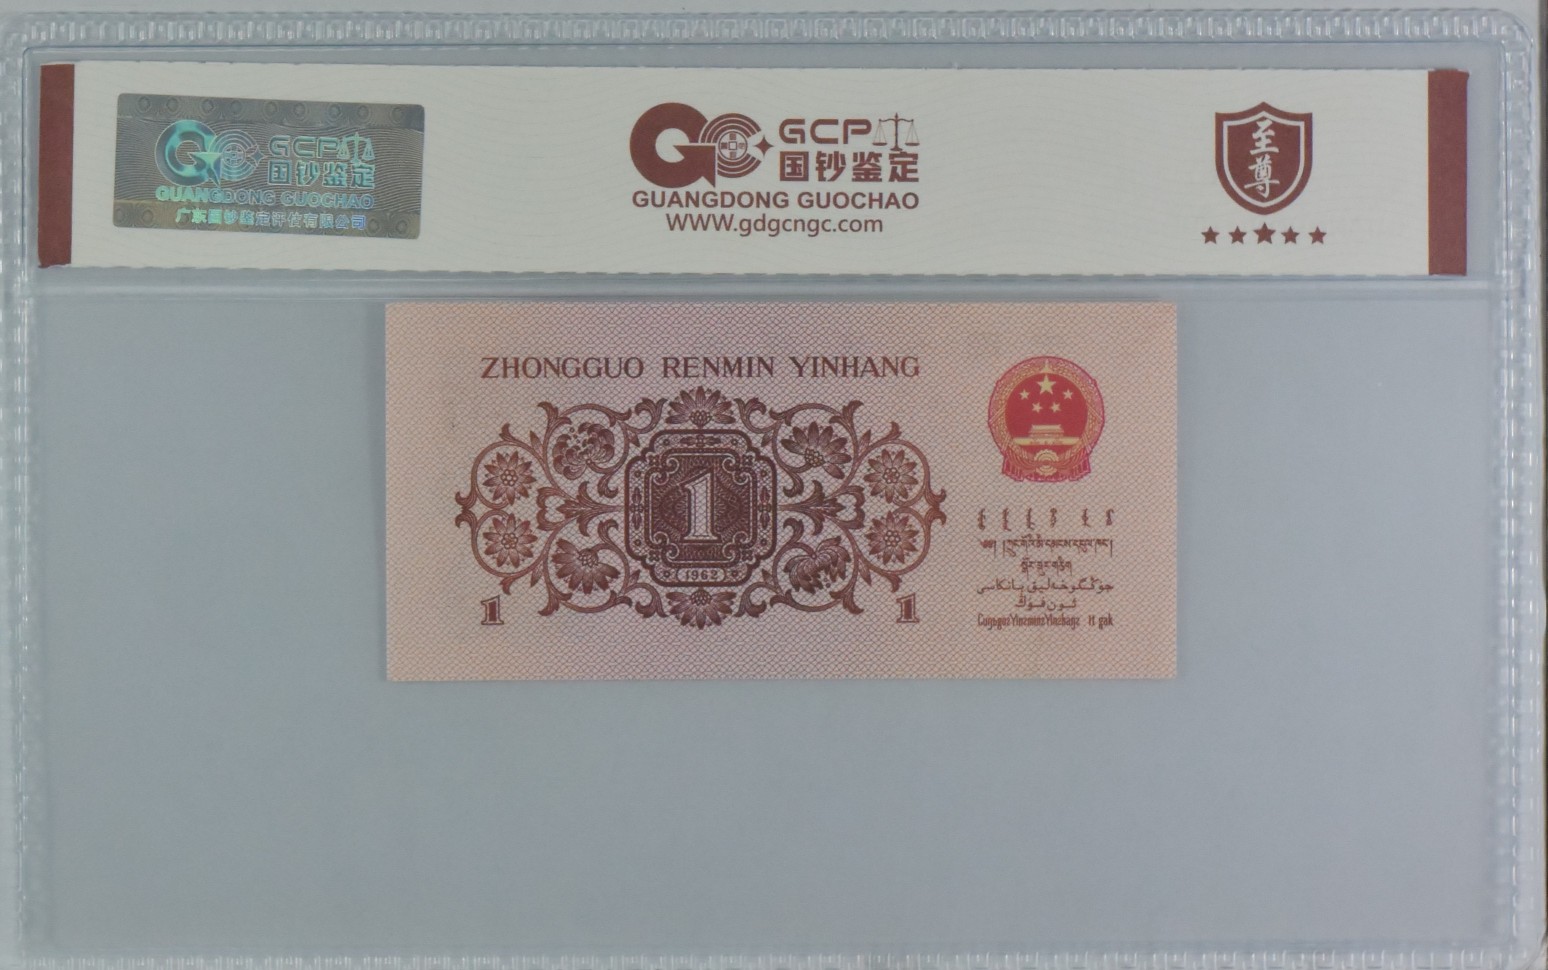 GCP
国钞鉴定
GUANGDONG GUOCHAO
广东国钞鉴定评估有限公司
GCP
国钞鉴定
GUANGDONG GUOCHAO
WWW.gdgcngc.com
至尊
ZHONGGUO RENMIN YINHANG
1
1962
1
1
جۇڭگوخەلىق بانكاسى